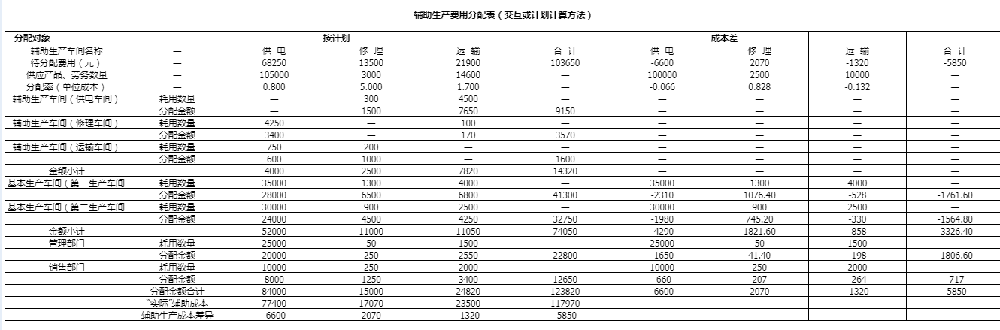 辅助生产费用分配表（交互或计划计算方法）
分配对象 — — 按计划 — — — 成本差 — —
辅助生产车间名称 — 供 电 修 理 运 输 合 计 供 电 修 理 运 输 合 计
待分配费用（元） — 68250 13500 21900 103650 -6600 2070 -1320 -5850
供应产品、劳务数量 — 105000 3000 14600 — 100000 2500 10000 —
分配率（单位成本） — 0.800 5.000 1.700 — -0.066 0.828 -0.132 —
辅助生产车间（供电车间） 耗用数量 — 300 4500 — — — — —
分配金额 — 1500 7650 9150 — — — —
辅助生产车间（修理车间） 耗用数量 4250 — 100 — — — — —
分配金额 3400 — 170 3570 — — — —
辅助生产车间（运输车间） 耗用数量 750 200 — — — — — —
分配金额 600 1000 — 1600 — — — —
金额小计 4000 2500 7820 14320 — — — —
基本生产车间（第一生产车间 耗用数量 35000 1300 4000 — 35000 1300 4000 —
分配金额 28000 6500 6800 41300 -2310 1076.40 -528 -1761.60
基本生产车间（第二生产车间 耗用数量 30000 900 2500 — 30000 900 2500 —
分配金额 24000 4500 4250 32750 -1980 745.20 -330 -1564.80
金额小计 52000 11000 11050 74050 -4290 1821.60 -858 -3326.40
管理部门 耗用数量 25000 50 1500 — 25000 50 1500 —
分配金额 20000 250 2550 22800 -1650 41.40 -198 -1806.60
销售部门 耗用数量 10000 250 2000 — 10000 250 2000 —
分配金额 8000 1250 3400 12650 -660 207 -264 -717
分配金额合计 84000 15000 24820 123820 -6600 2070 -1320 -5850
“实际”辅助成本 77400 17070 23500 117970 — — — —
辅助生产成本差异 -6600 2070 -1320 -5850 — — — —